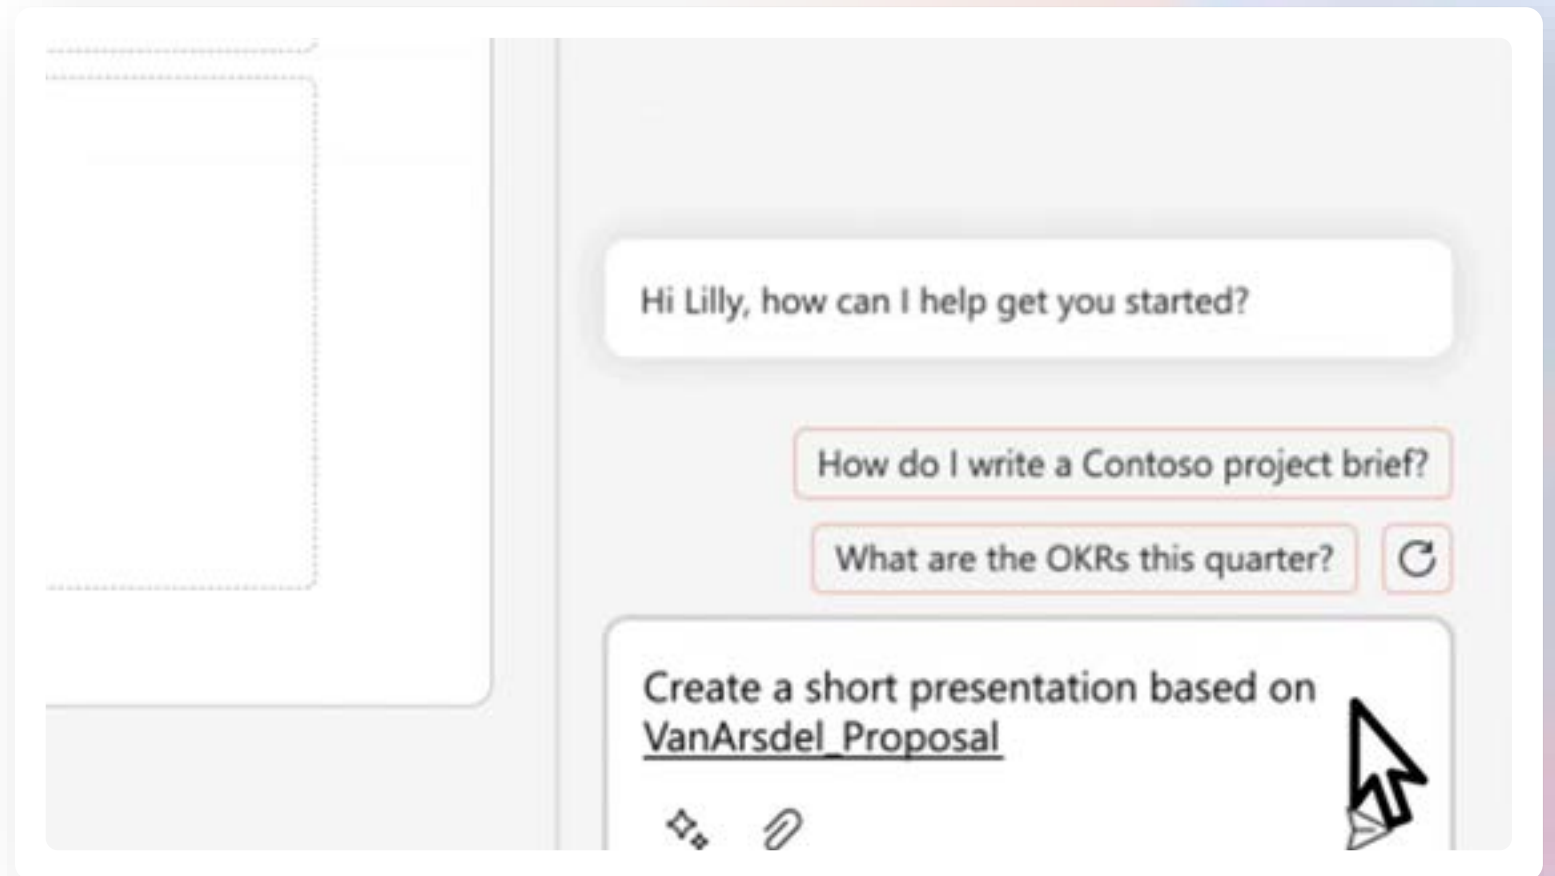 Hi Lilly, how can I help get you started?
How do I write a Contoso project brief?
What are the OKRs this quarter?
Create a short presentation based on
VanArsdel_Proposal